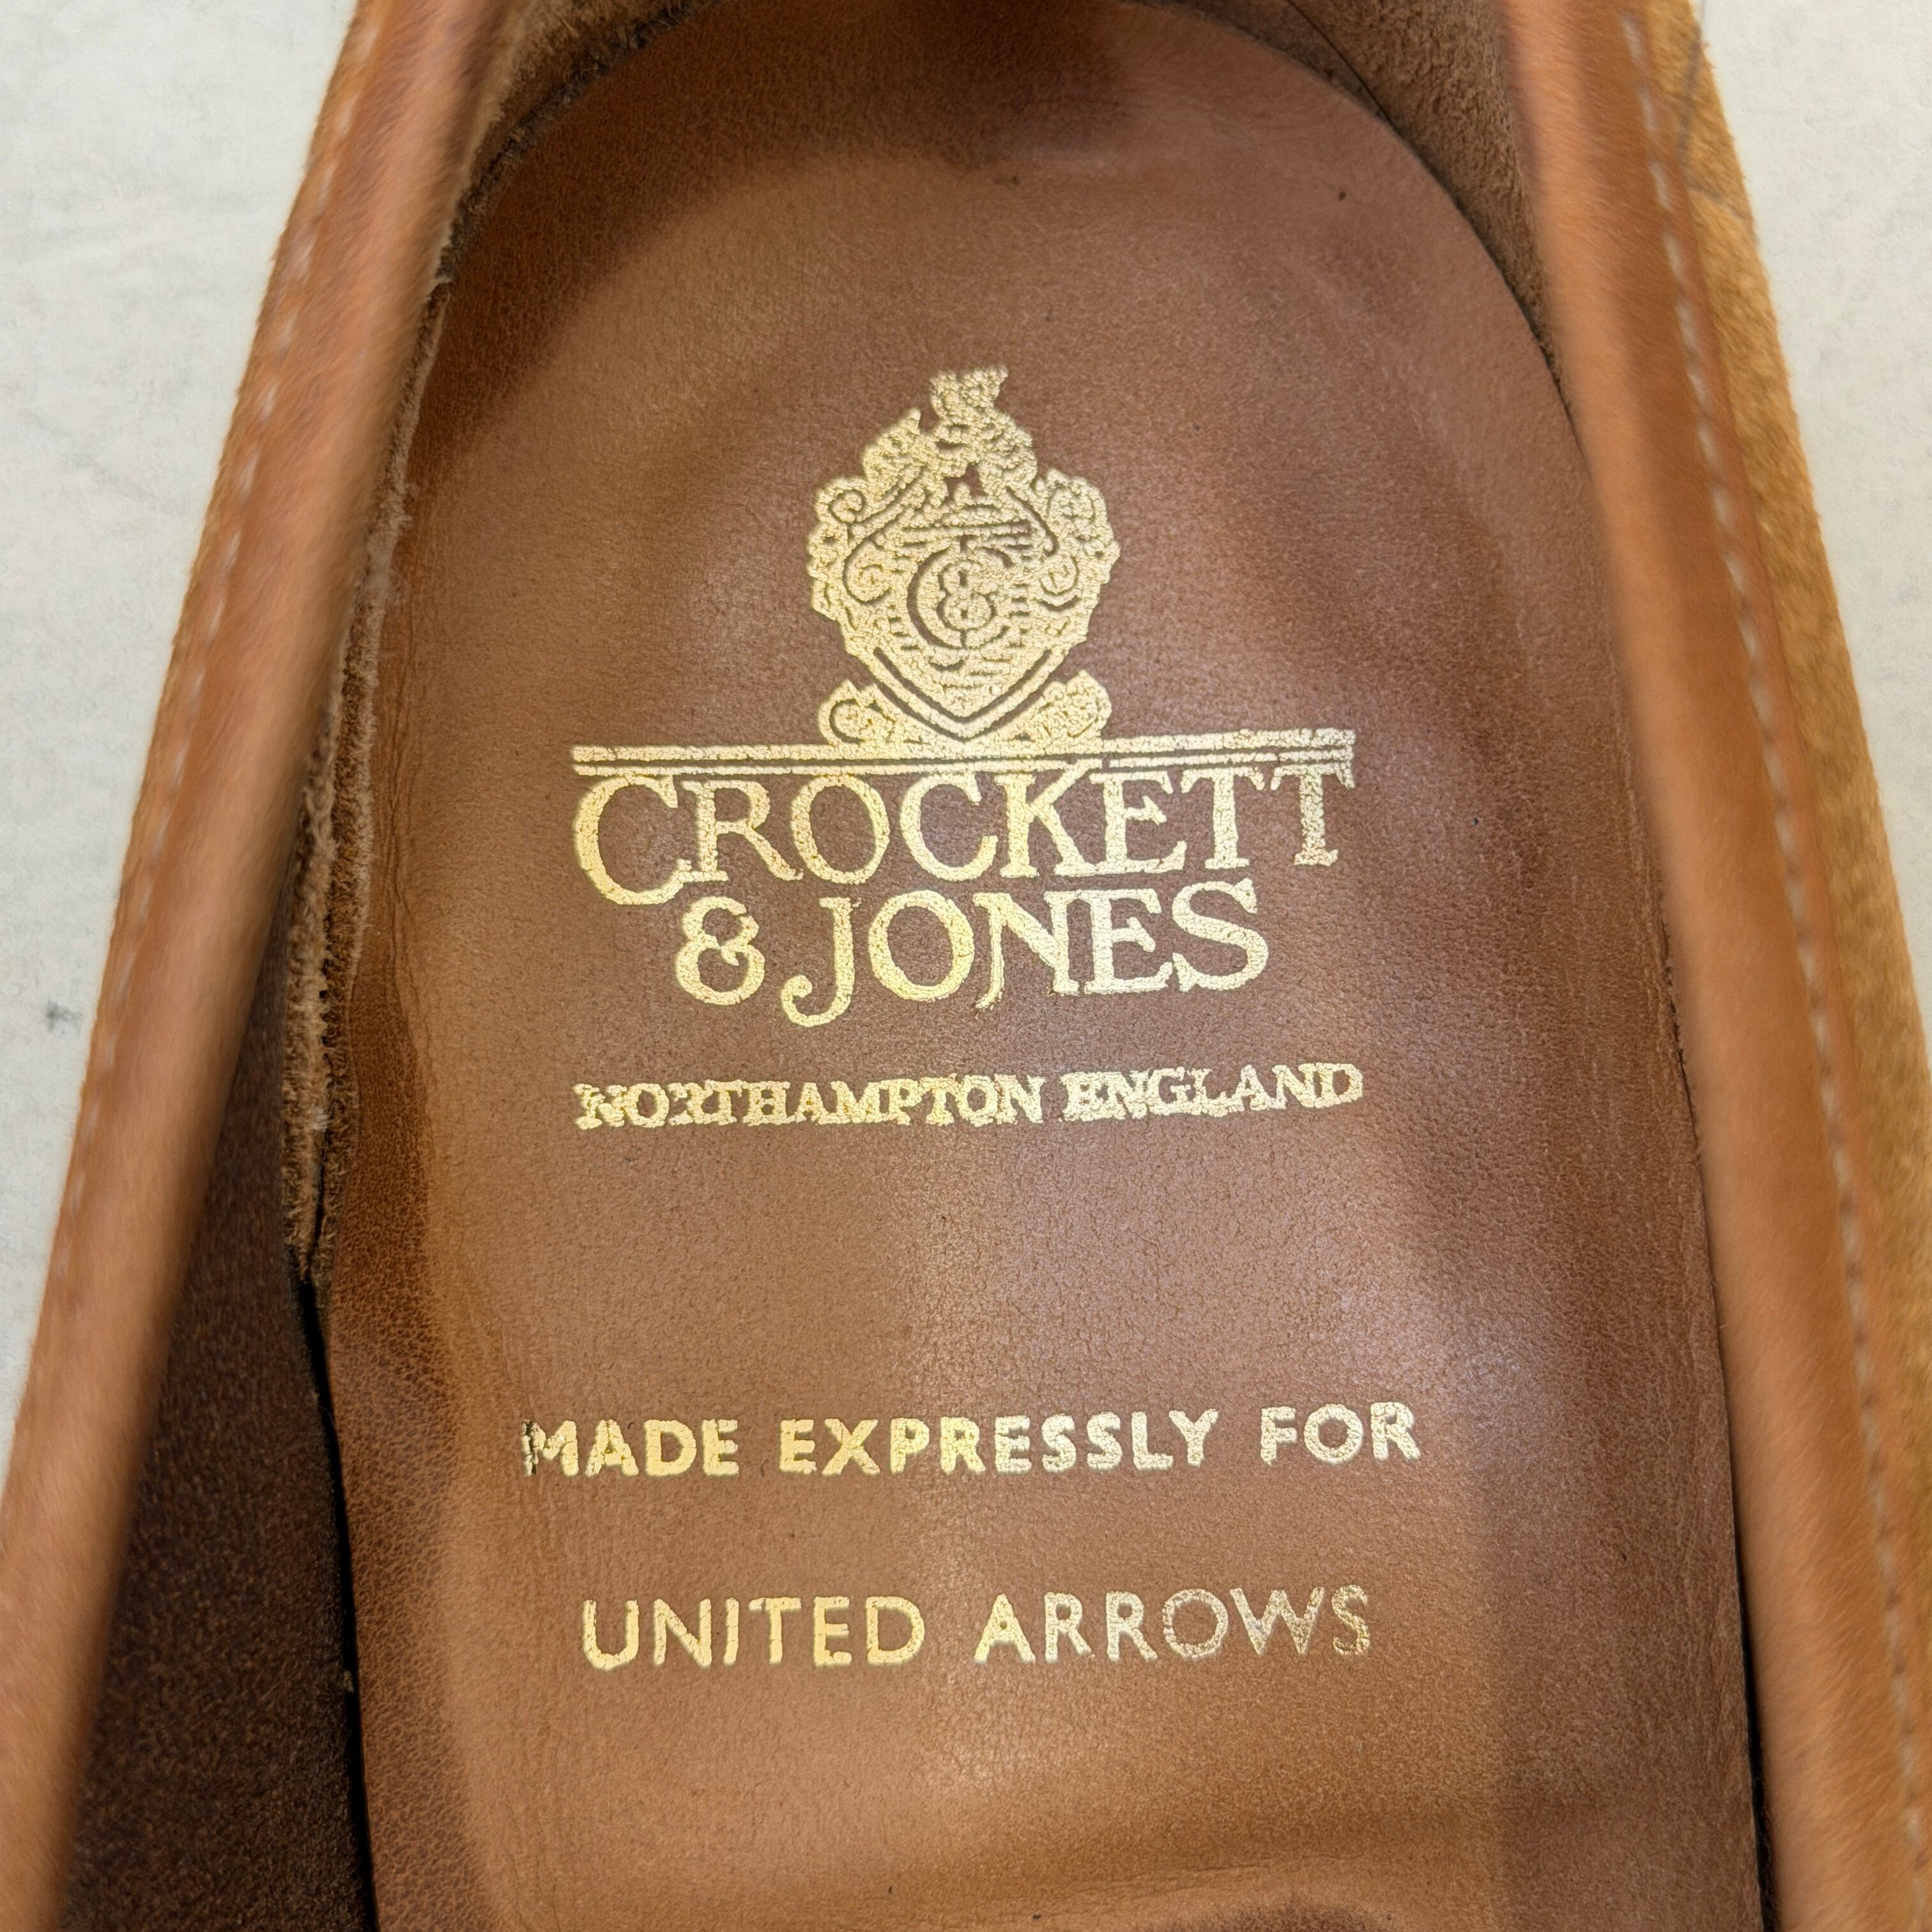 CROCKETT
& JONES
NORTHAMPTON ENGLAND
MADE EXPRESSLY FOR
UNITED ARROWS